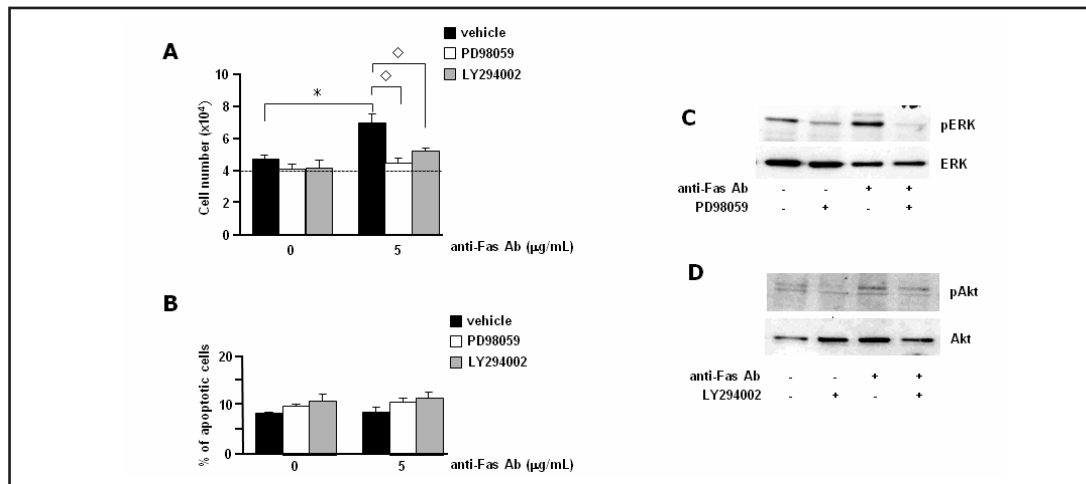 A
vehicle
PD98059
LY294002
Cell number (x10⁴)
10
8
6
4
2
0
*
◇
◇
0 5 anti-Fas Ab (μg/mL)
B
vehicle
PD98059
LY294002
% of apoptotic cells
20
10
0
0 5 anti-Fas Ab (μg/mL)
C
pERK
ERK
anti-Fas Ab - - + +
PD98059 - + - +
D
pAkt
Akt
anti-Fas Ab - - + +
LY294002 - + - +